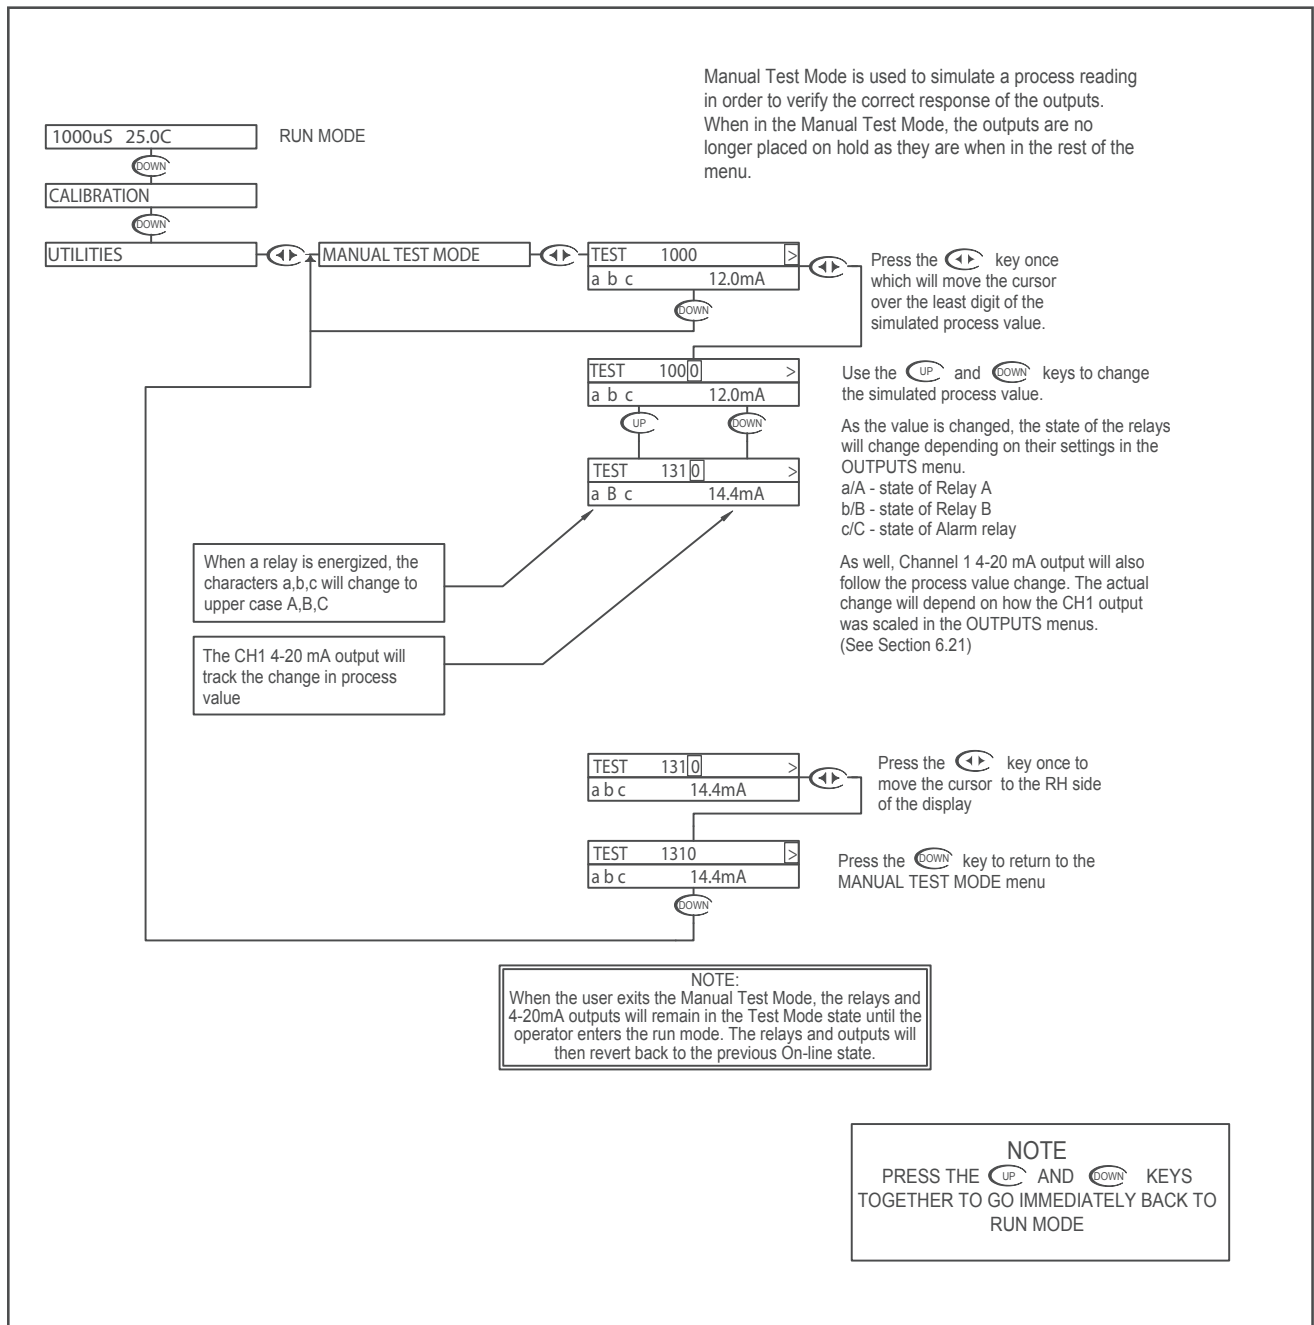 Manual Test Mode is used to simulate a process reading
in order to verify the correct response of the outputs.
When in the Manual Test Mode, the outputs are no
longer placed on hold as they are when in the rest of the
menu.
1000uS 25.0C
RUN MODE
DOWN
CALIBRATION
DOWN
UTILITIES
MANUAL TEST MODE
TEST 1000 >
a b c 12.0mA
DOWN
Press the key once
which will move the cursor
over the least digit of the
simulated process value.
TEST 1000 >
a b c 12.0mA
UP DOWN
TEST 1310 >
a B c 14.4mA
Use the UP and DOWN keys to change
the simulated process value.
As the value is changed, the state of the relays
will change depending on their settings in the
OUTPUTS menu.
a/A - state of Relay A
b/B - state of Relay B
c/C - state of Alarm relay
As well, Channel 1 4-20 mA output will also
follow the process value change. The actual
change will depend on how the CH1 output
was scaled in the OUTPUTS menus.
(See Section 6.21)
When a relay is energized, the
characters a,b,c will change to
upper case A,B,C
The CH1 4-20 mA output will
track the change in process
value
TEST 1310 >
a b c 14.4mA
Press the key once to
move the cursor to the RH side
of the display
TEST 1310 >
a b c 14.4mA
DOWN
Press the DOWN key to return to the
MANUAL TEST MODE menu
NOTE:
When the user exits the Manual Test Mode, the relays and
4-20mA outputs will remain in the Test Mode state until the
operator enters the run mode. The relays and outputs will
then revert back to the previous On-line state.
NOTE
PRESS THE UP AND DOWN KEYS
TOGETHER TO GO IMMEDIATELY BACK TO
RUN MODE